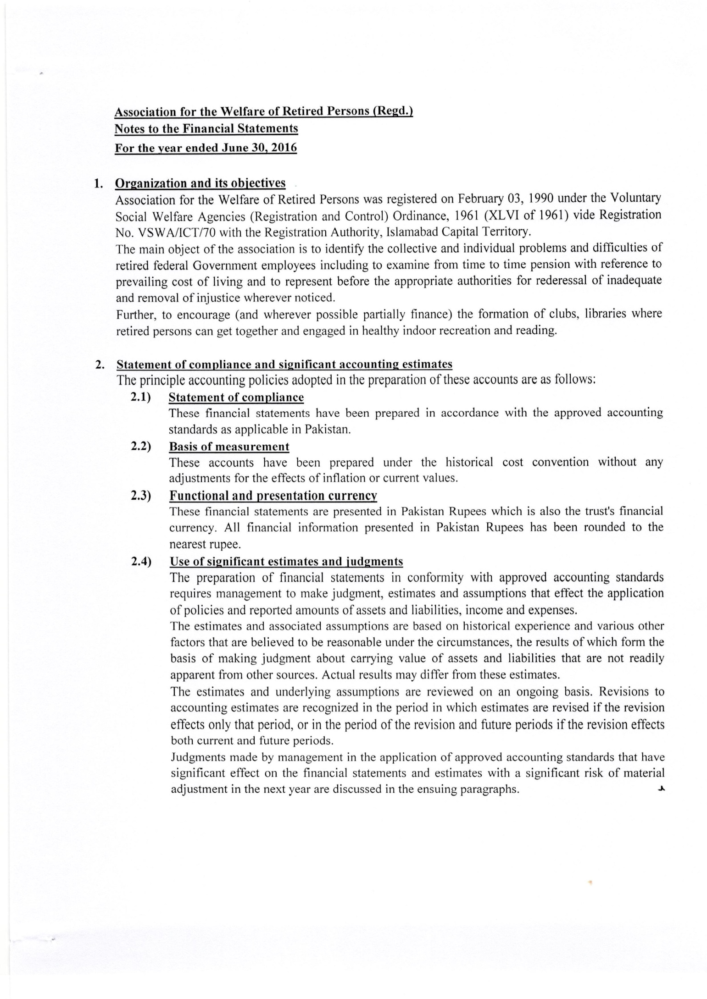 Association for the Welfare of Retired Persons (Regd.)
Notes to the Financial Statements
For the year ended June 30, 2016
1. Organization and its objectives
Association for the Welfare of Retired Persons was registered on February 03, 1990 under the Voluntary
Social Welfare Agencies (Registration and Control) Ordinance, 1961 (XLVI of 1961) vide Registration
No. VSWA/ICT/70 with the Registration Authority, Islamabad Capital Territory.
The main object of the association is to identify the collective and individual problems and difficulties of
retired federal Government employees including to examine from time to time pension with reference to
prevailing cost of living and to represent before the appropriate authorities for rederessal of inadequate
and removal of injustice wherever noticed.
Further, to encourage (and wherever possible partially finance) the formation of clubs, libraries where
retired persons can get together and engaged in healthy indoor recreation and reading.
2. Statement of compliance and significant accounting estimates
The principle accounting policies adopted in the preparation of these accounts are as follows:
2.1) Statement of compliance
These financial statements have been prepared in accordance with the approved accounting
standards as applicable in Pakistan.
2.2) Basis of measurement
These accounts have been prepared under the historical cost convention without any
adjustments for the effects of inflation or current values.
2.3) Functional and presentation currency
These financial statements are presented in Pakistan Rupees which is also the trust's financial
currency. All financial information presented in Pakistan Rupees has been rounded to the
nearest rupee.
2.4) Use of significant estimates and judgments
The preparation of financial statements in conformity with approved accounting standards
requires management to make judgment, estimates and assumptions that effect the application
of policies and reported amounts of assets and liabilities, income and expenses.
The estimates and associated assumptions are based on historical experience and various other
factors that are believed to be reasonable under the circumstances, the results of which form the
basis of making judgment about carrying value of assets and liabilities that are not readily
apparent from other sources. Actual results may differ from these estimates.
The estimates and underlying assumptions are reviewed on an ongoing basis. Revisions to
accounting estimates are recognized in the period in which estimates are revised if the revision
effects only that period, or in the period of the revision and future periods if the revision effects
both current and future periods.
Judgments made by management in the application of approved accounting standards that have
significant effect on the financial statements and estimates with a significant risk of material
adjustment in the next year are discussed in the ensuing paragraphs.